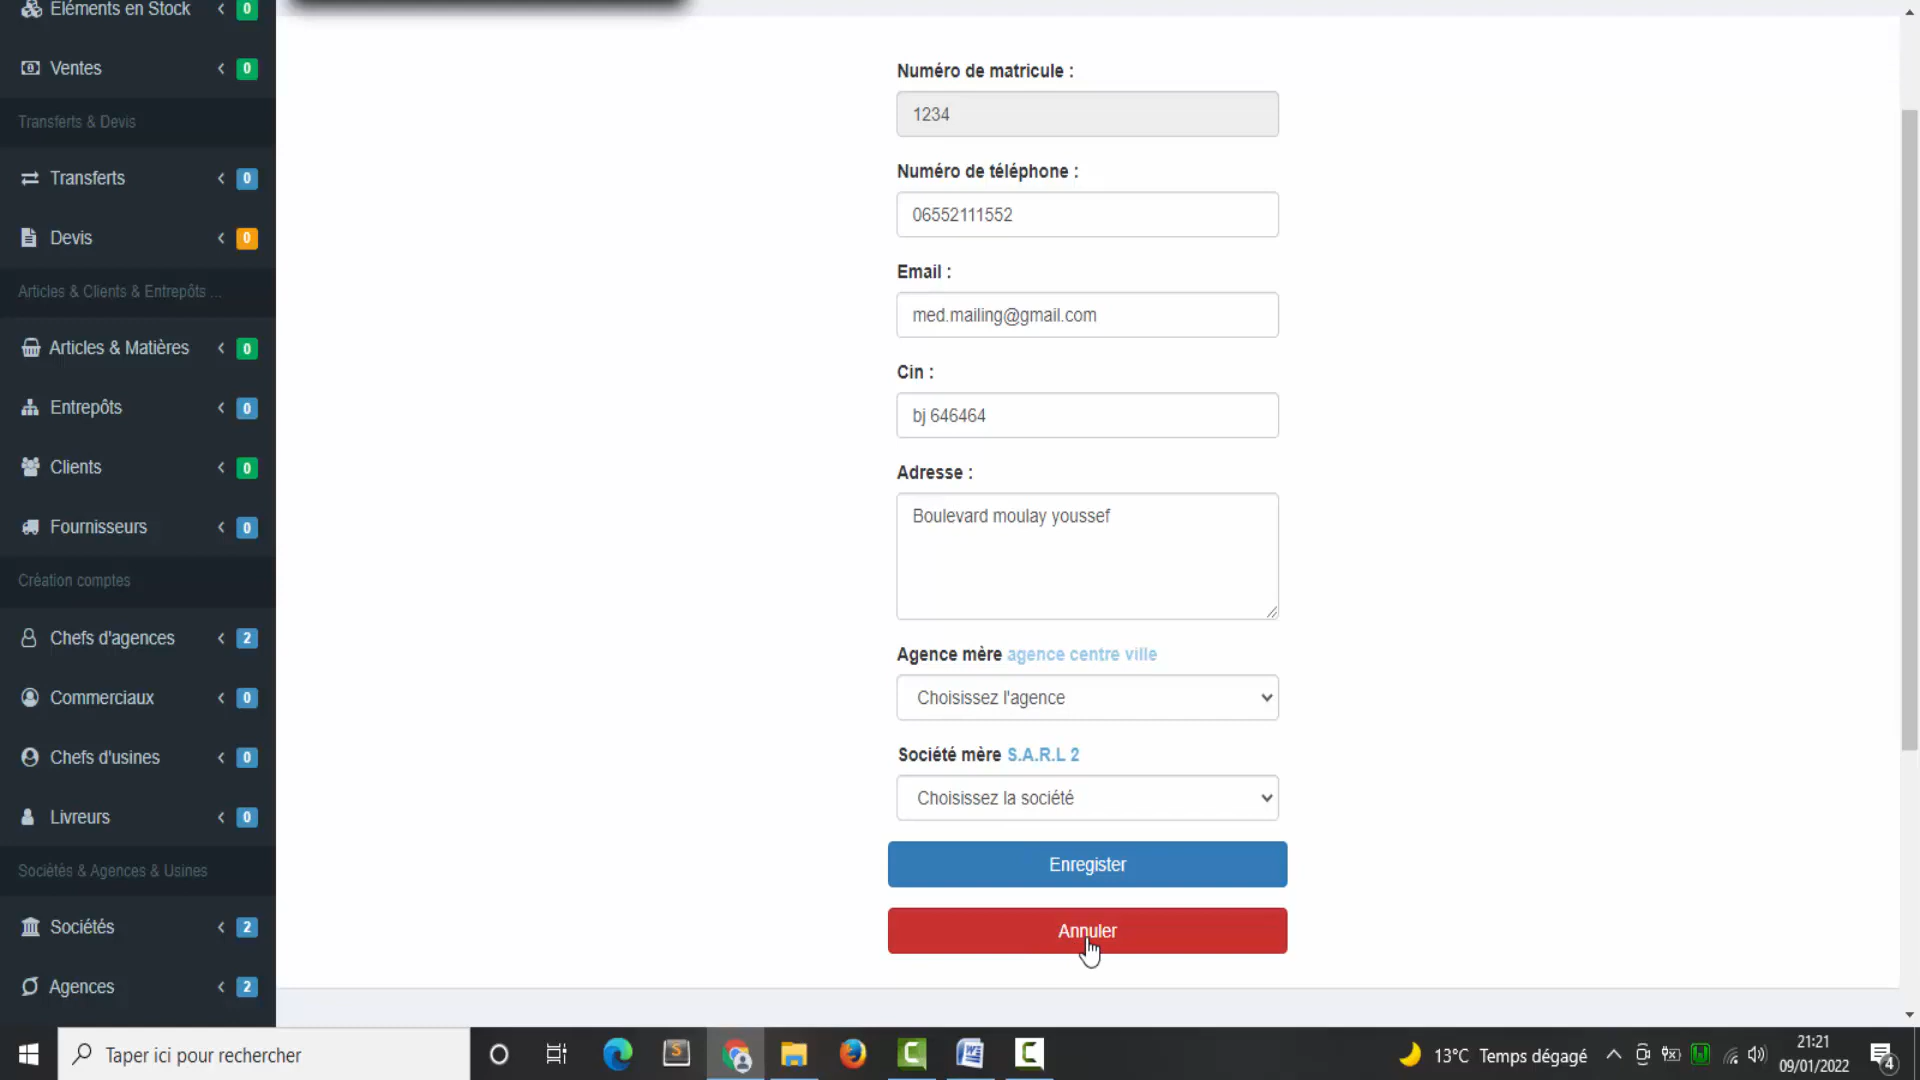 Eléments en Stock 0
Ventes 0
Transferts & Devis
Transferts 0
Devis 0
Articles & Clients & Entrepôts ...
Articles & Matières 0
Entrepôts 0
Clients 0
Fournisseurs 0
Création comptes
Chefs d'agences 2
Commerciaux 0
Chefs d'usines 0
Livreurs 0
Sociétés & Agences & Usines
Sociétés 2
Agences 2
Numéro de matricule :
1234
Numéro de téléphone :
06552111552
Email :
med.mailing@gmail.com
Cin :
bj 646464
Adresse :
Boulevard moulay youssef
Agence mère agence centre ville
Choisissez l'agence
Société mère S.A.R.L 2
Choisissez la société
Enregister
Annuler
Taper ici pour rechercher
13°C Temps dégagé
21:21
09/01/2022
4